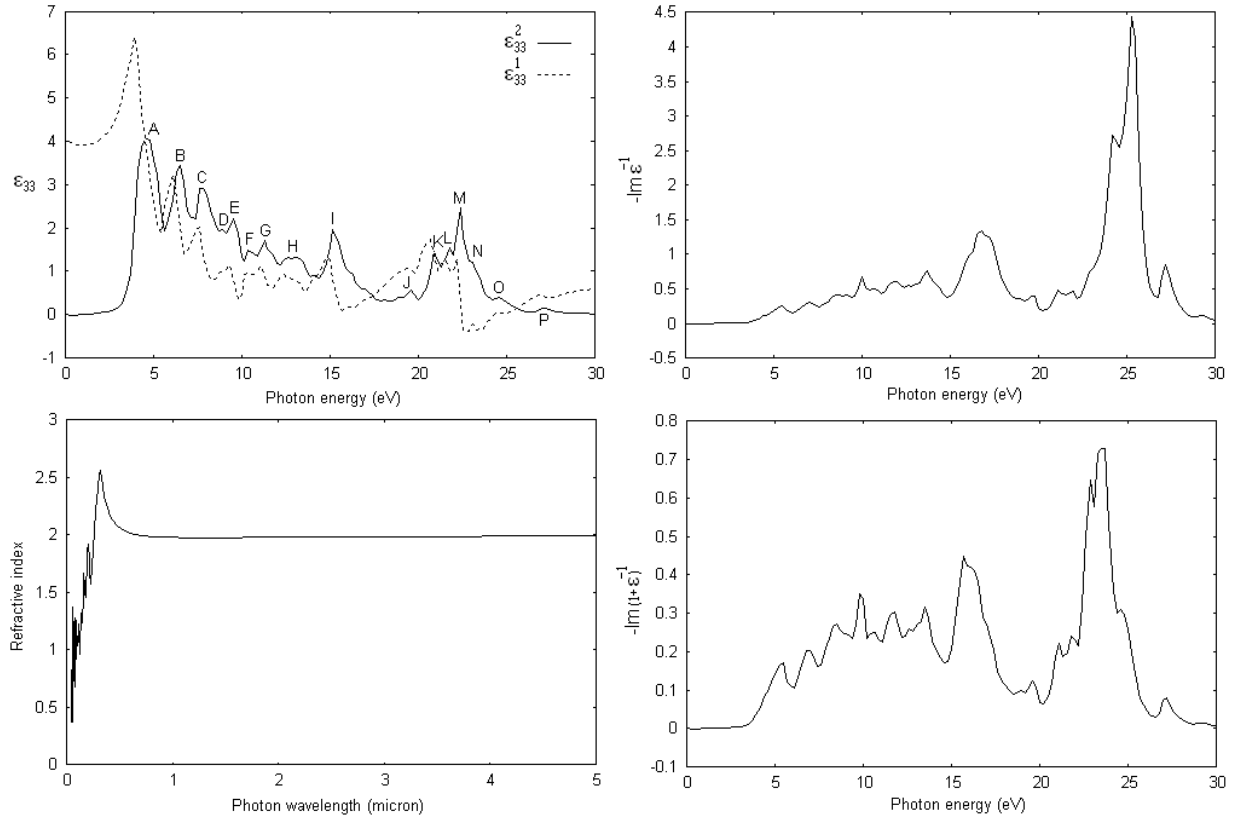 7
6
5
4
3
2
1
0
-1
ε33
ε²33
ε¹33
A
B
C
D
E
F
G
H
I
J
K
L
M
N
O
P
0 5 10 15 20 25 30
Photon energy (eV)
4.5
4
3.5
3
2.5
2
1.5
1
0.5
0
-0.5
-Im ε⁻¹
0 5 10 15 20 25 30
Photon energy (eV)
3
2.5
2
1.5
1
0.5
0
Refractive index
0 1 2 3 4 5
Photon wavelength (micron)
0.8
0.7
0.6
0.5
0.4
0.3
0.2
0.1
0
-0.1
-Im (1+ε)⁻¹
0 5 10 15 20 25 30
Photon energy (eV)